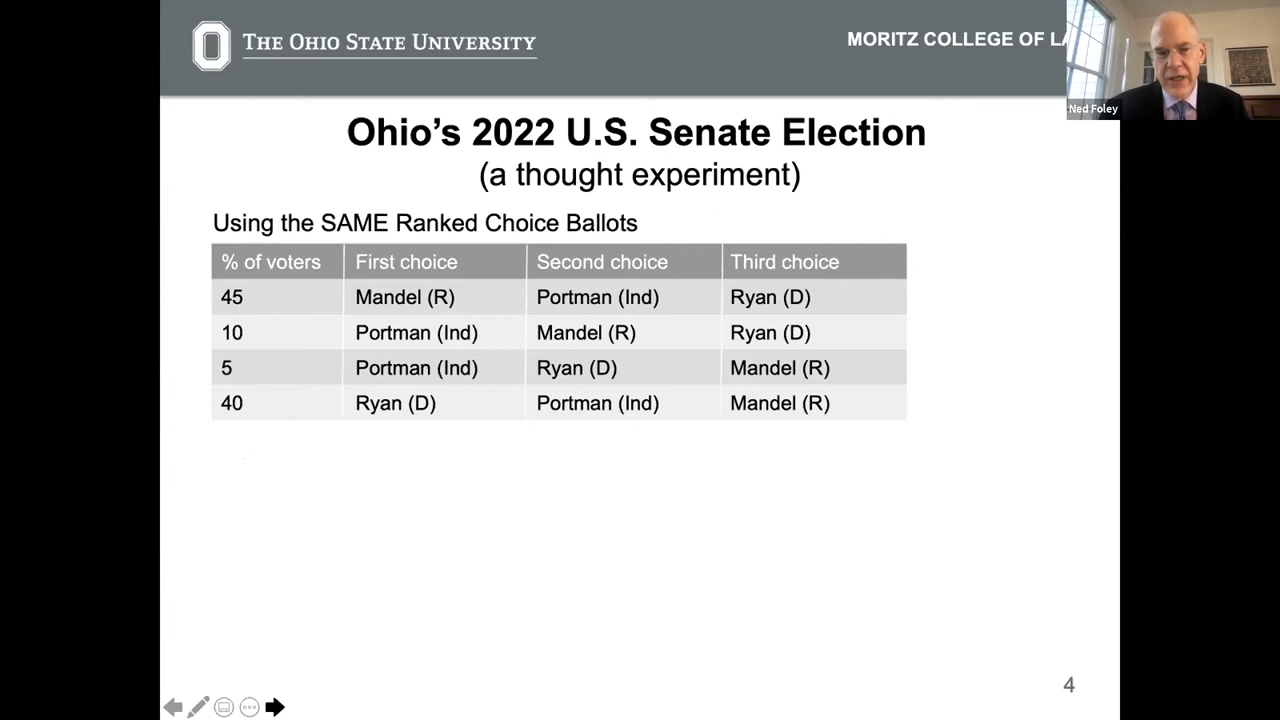 THE OHIO STATE UNIVERSITY
MORITZ COLLEGE OF LA
Ned Foley
Ohio's 2022 U.S. Senate Election
(a thought experiment)
Using the SAME Ranked Choice Ballots
% of voters First choice Second choice Third choice
45 Mandel (R) Portman (Ind) Ryan (D)
10 Portman (Ind) Mandel (R) Ryan (D)
5 Portman (Ind) Ryan (D) Mandel (R)
40 Ryan (D) Portman (Ind) Mandel (R)
4